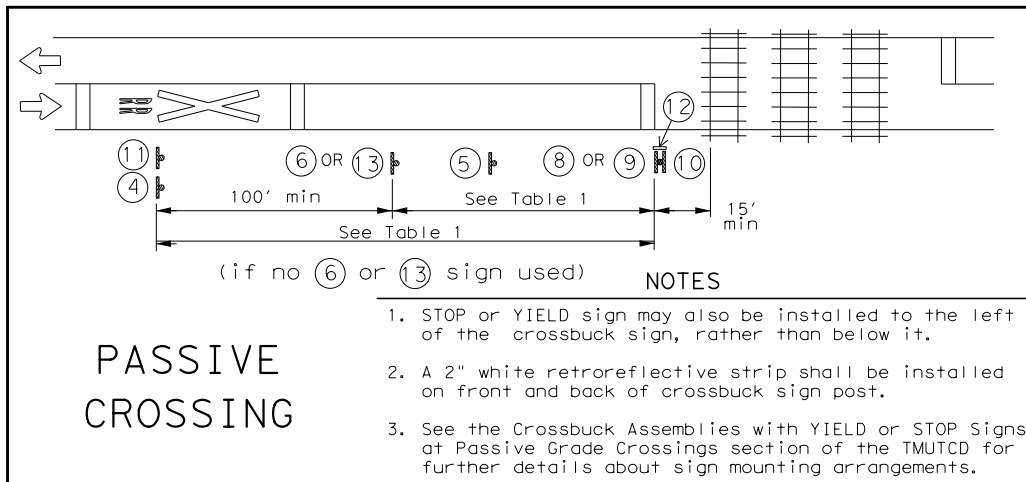 RR
12
11
6 OR 13
5
8 OR 9
10
4
100' min
See Table 1
15'
min
See Table 1
(if no 6 or 13 sign used)
PASSIVE
CROSSING
NOTES
1. STOP or YIELD sign may also be installed to the left
of the crossbuck sign, rather than below it.
2. A 2" white retroreflective strip shall be installed
on front and back of crossbuck sign post.
3. See the Crossbuck Assemblies with YIELD or STOP Signs
at Passive Grade Crossings section of the TMUTCD for
further details about sign mounting arrangements.